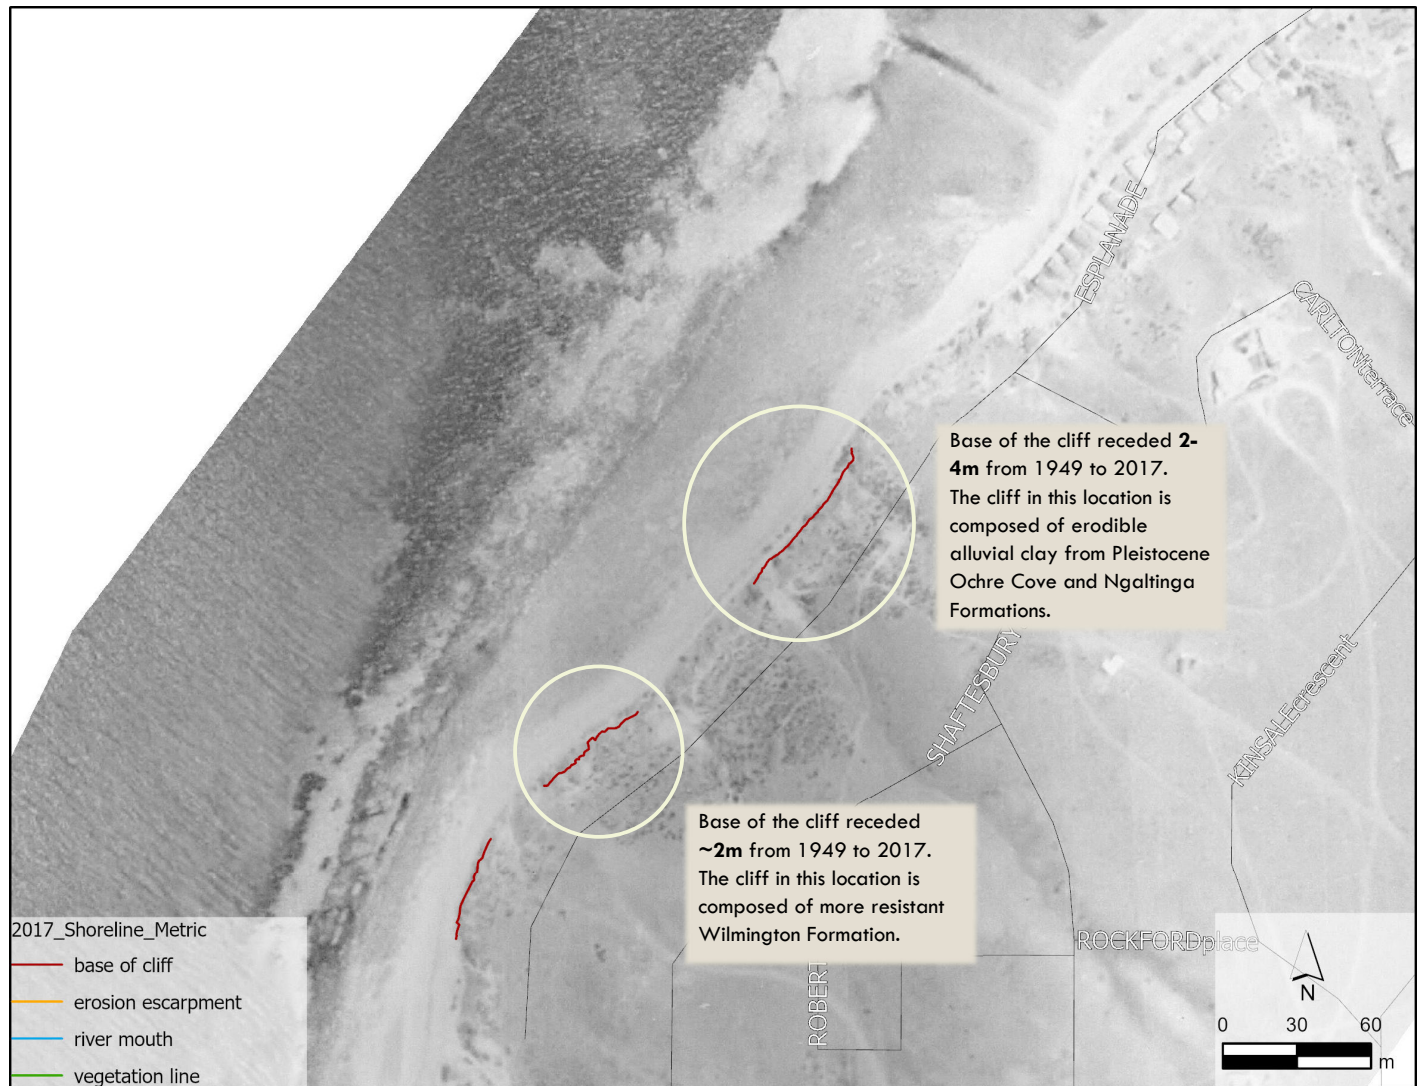 ESPLANADE
CARLTONterrace
Base of the cliff receded 2-
4m from 1949 to 2017.
The cliff in this location is
composed of erodible
alluvial clay from Pleistocene
Ochre Cove and Ngaltinga
Formations.
SHAFTESBURY
KINSALEcrescent
Base of the cliff receded
~2m from 1949 to 2017.
The cliff in this location is
composed of more resistant
Wilmington Formation.
ROCKFORDplace
ROBERT
2017_Shoreline_Metric
base of cliff
erosion escarpment
river mouth
vegetation line
N
0 30 60
m